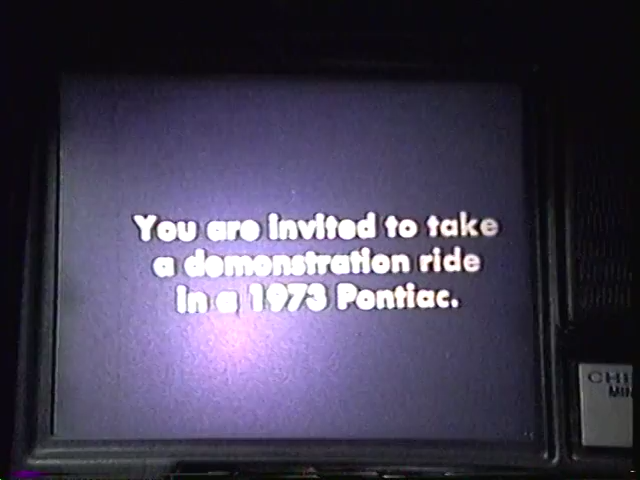 You are invited to take
a demonstration ride
in a 1973 Pontiac.